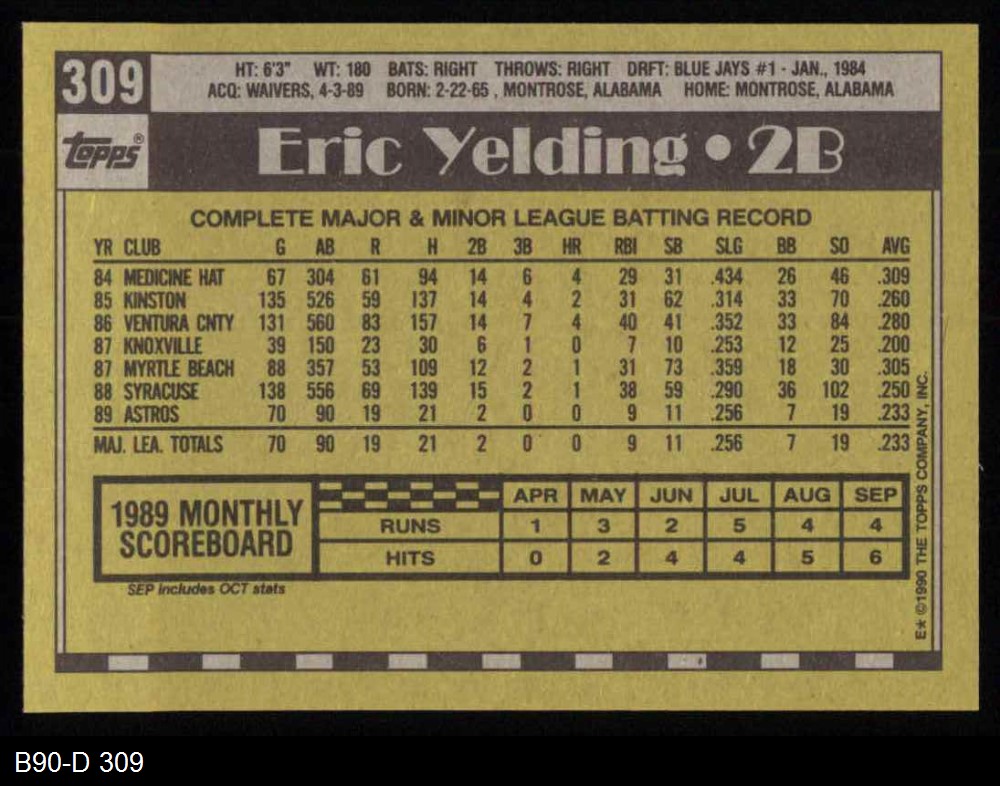 309
HT: 6'3" WT: 180 BATS: RIGHT THROWS: RIGHT DRFT: BLUE JAYS #1 - JAN., 1984
ACQ: WAIVERS, 4-3-89 BORN: 2-22-65 , MONTROSE, ALABAMA HOME: MONTROSE, ALABAMA
topps®
Eric Yelding • 2B
COMPLETE MAJOR & MINOR LEAGUE BATTING RECORD
YR CLUB G AB R H 2B 3B HR RBI SB SLG BB SO AVG
84 MEDICINE HAT 67 304 61 94 14 6 4 29 31 .434 26 46 .309
85 KINSTON 135 526 59 137 14 4 2 31 62 .314 33 70 .260
86 VENTURA CNTY 131 560 83 157 14 7 4 40 41 .352 33 84 .280
87 KNOXVILLE 39 150 23 30 6 1 0 7 10 .253 12 25 .200
87 MYRTLE BEACH 88 357 53 109 12 2 1 31 73 .359 18 30 .305
88 SYRACUSE 138 556 69 139 15 2 1 38 59 .290 36 102 .250
89 ASTROS 70 90 19 21 2 0 0 9 11 .256 7 19 .233
MAJ. LEA. TOTALS 70 90 19 21 2 0 0 9 11 .256 7 19 .233
1989 MONTHLY
SCOREBOARD
APR MAY JUN JUL AUG SEP
RUNS 1 3 2 5 4 4
HITS 0 2 4 4 5 6
SEP includes OCT stats
E* ©1990 THE TOPPS COMPANY, INC.
B90-D 309